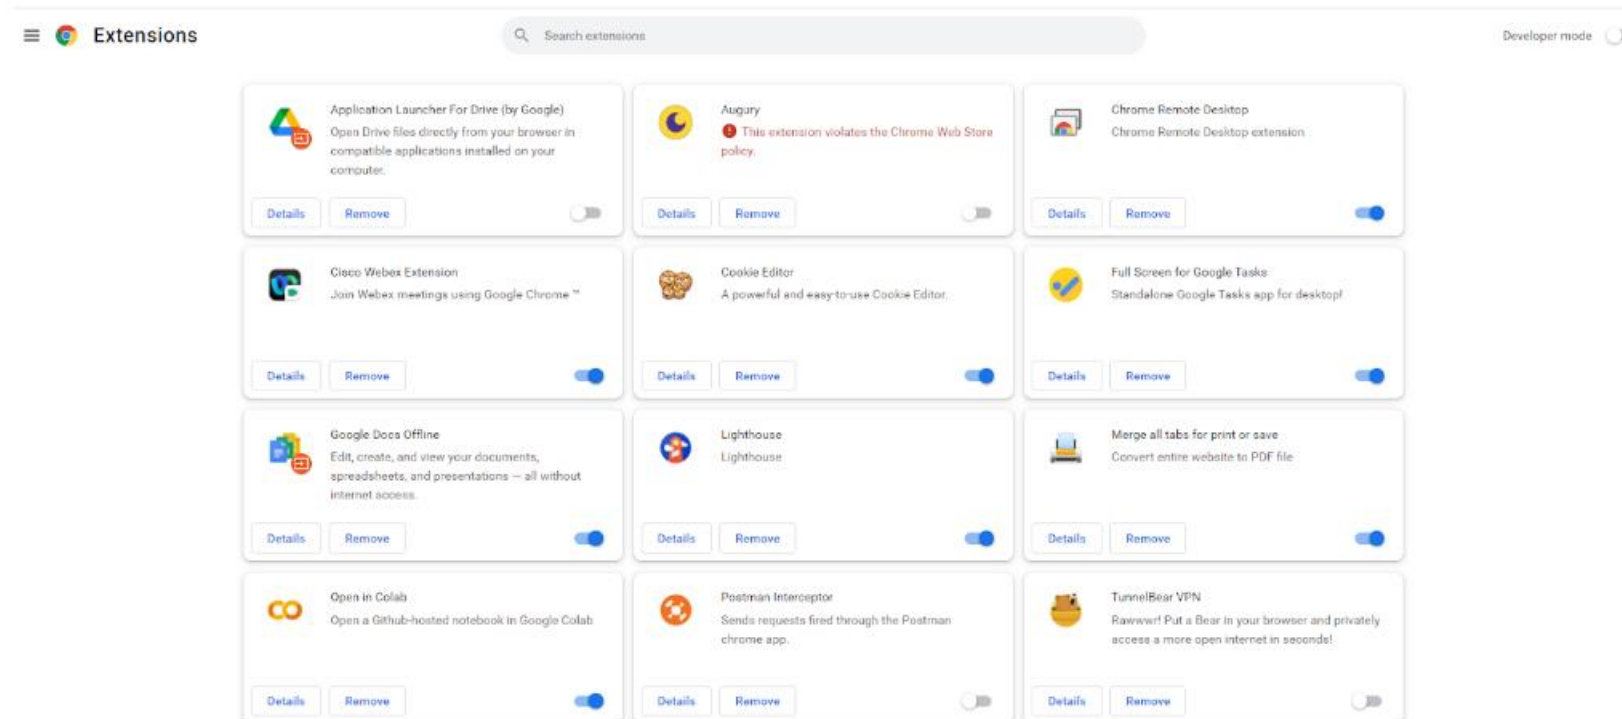 Extensions
Search extensions
Developer mode
Application Launcher For Drive (by Google)
Open Drive files directly from your browser in
compatible applications installed on your
computer.
Details
Remove
Augury
This extension violates the Chrome Web Store
policy.
Details
Remove
Chrome Remote Desktop
Chrome Remote Desktop extension
Details
Remove
Cisco Webex Extension
Join Webex meetings using Google Chrome ™
Details
Remove
Cookie Editor
A powerful and easy-to-use Cookie Editor.
Details
Remove
Full Screen for Google Tasks
Standalone Google Tasks app for desktop!
Details
Remove
Google Docs Offline
Edit, create, and view your documents,
spreadsheets, and presentations — all without
internet access.
Details
Remove
Lighthouse
Lighthouse
Details
Remove
Merge all tabs for print or save
Convert entire website to PDF file
Details
Remove
Open in Colab
Open a Github-hosted notebook in Google Colab
Details
Remove
Postman Interceptor
Sends requests fired through the Postman
chrome app.
Details
Remove
TunnelBear VPN
Rawwwr! Put a Bear in your browser and privately
access a more open internet in seconds!
Details
Remove